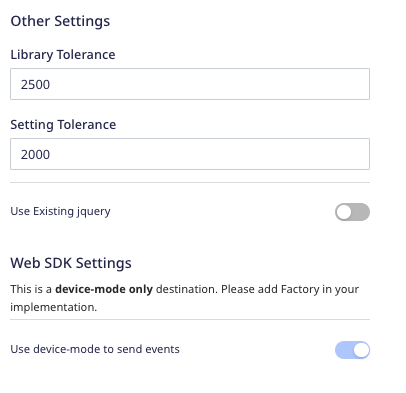 Other Settings
Library Tolerance
2500
Setting Tolerance
2000
Use Existing jquery
Web SDK Settings
This is a device-mode only destination. Please add Factory in your
implementation.
Use device-mode to send events